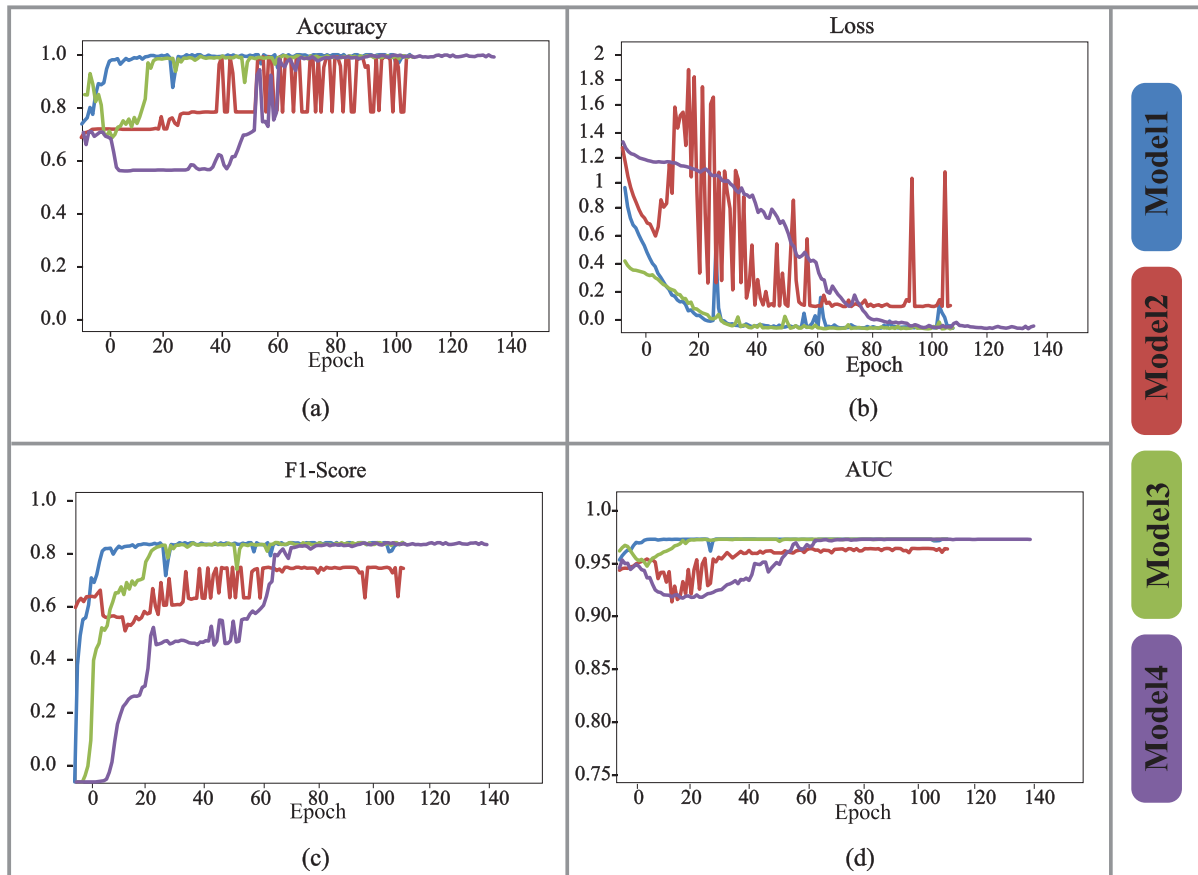 Accuracy
1.0
0.8
0.6
0.4
0.2
0.0
0 20 40 60 80 100 120 140
Epoch
(a)
Loss
2
1.8
1.6
1.4
1.2
1
0.8
0.6
0.4
0.2
0.0
0 20 40 60 80 100 120 140
Epoch
(b)
F1-Score
1.0
0.8
0.6
0.4
0.2
0.0
0 20 40 60 80 100 120 140
Epoch
(c)
AUC
1.0
0.95
0.90
0.85
0.80
0.75
0 20 40 60 80 100 120 140
Epoch
(d)
Model1
Model2
Model3
Model4